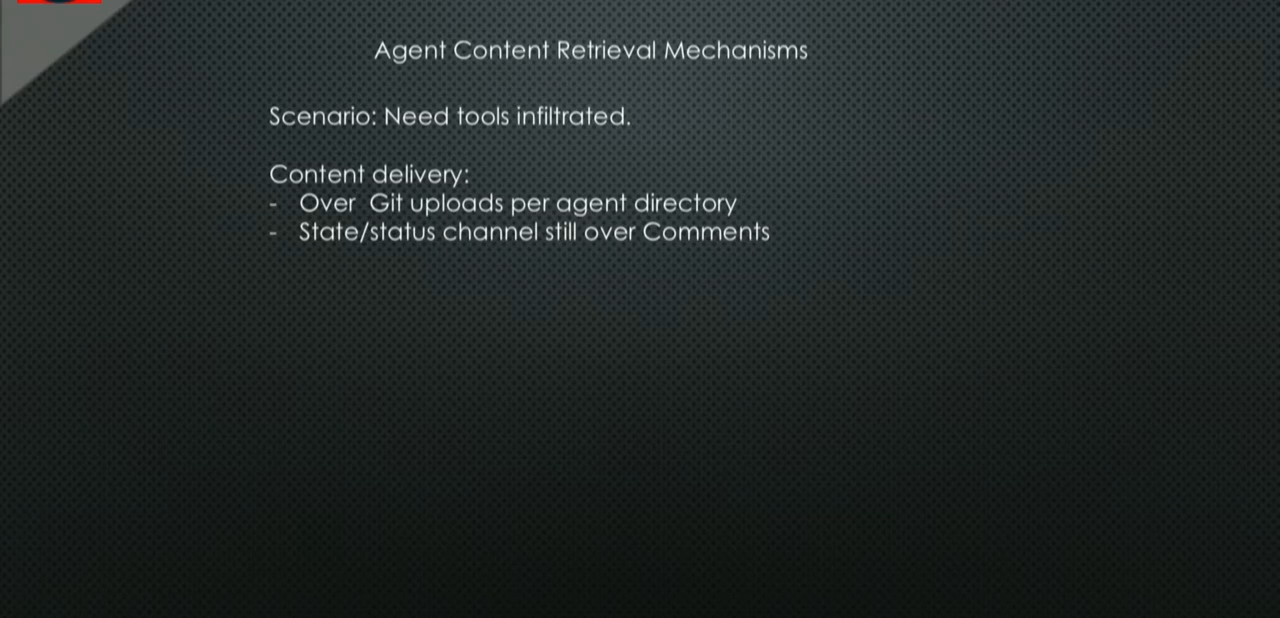 Agent Content Retrieval Mechanisms
Scenario: Need tools infiltrated.
Content delivery:
- Over Git uploads per agent directory
- State/status channel still over Comments